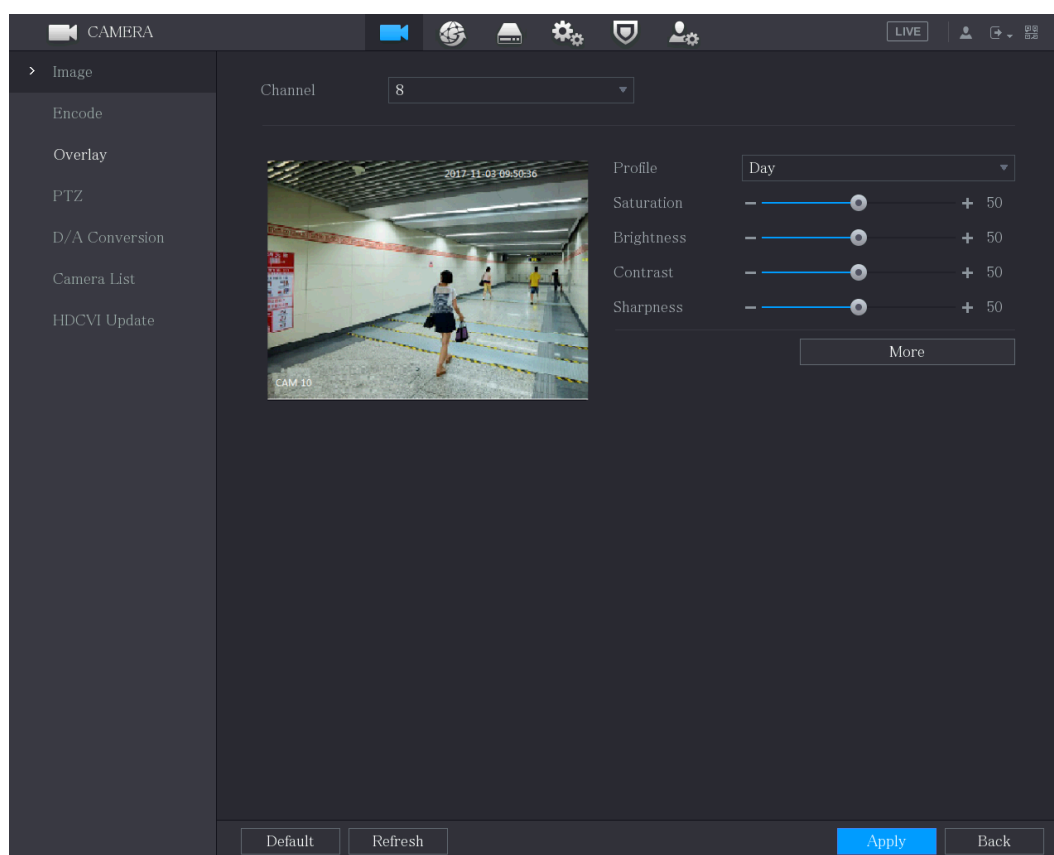 CAMERA
LIVE
Image
Encode
Overlay
PTZ
D/A Conversion
Camera List
HDCVI Update
Channel 8
2017-11-03 09:50:36
CAM 10
Profile Day
Saturation 50
Brightness 50
Contrast 50
Sharpness 50
More
Default Refresh Apply Back